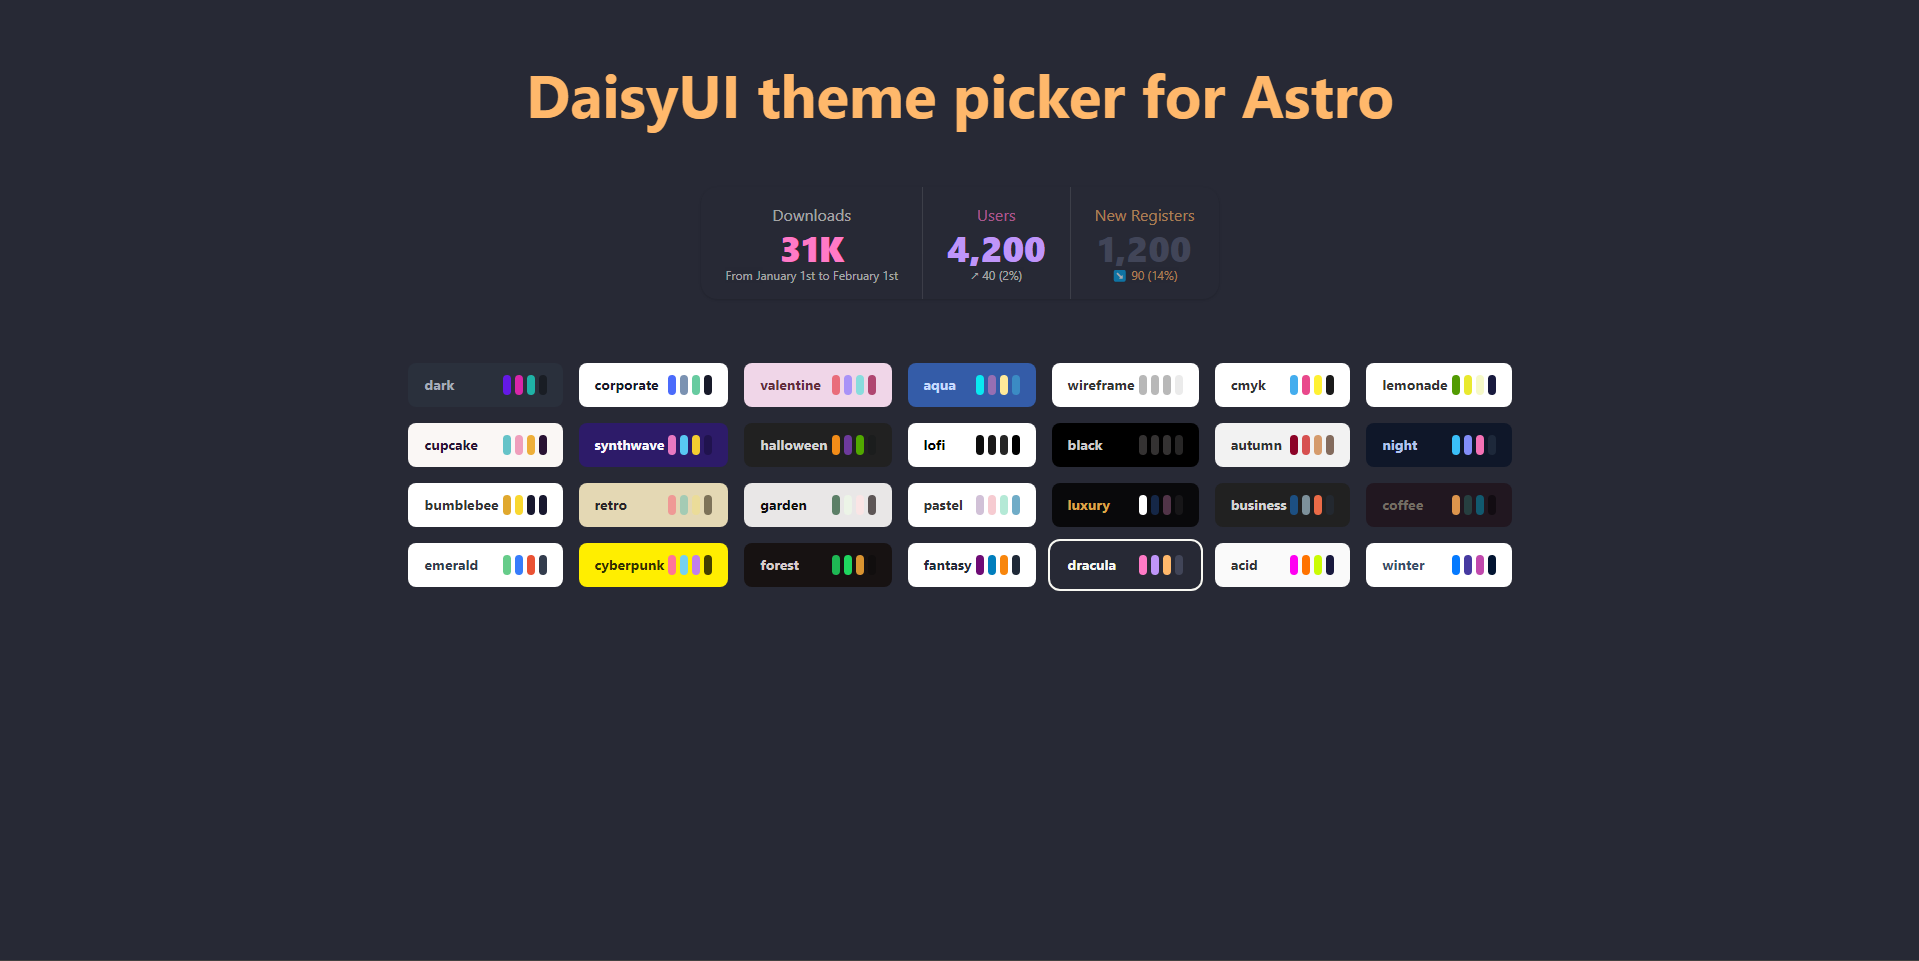 DaisyUI theme picker for Astro
Downloads
31K
From January 1st to February 1st
Users
4,200
↗︎ 40 (2%)
New Registers
1,200
↘️ 90 (14%)
dark
corporate
valentine
aqua
wireframe
cmyk
lemonade
cupcake
synthwave
halloween
lofi
black
autumn
night
bumblebee
retro
garden
pastel
luxury
business
coffee
emerald
cyberpunk
forest
fantasy
dracula
acid
winter